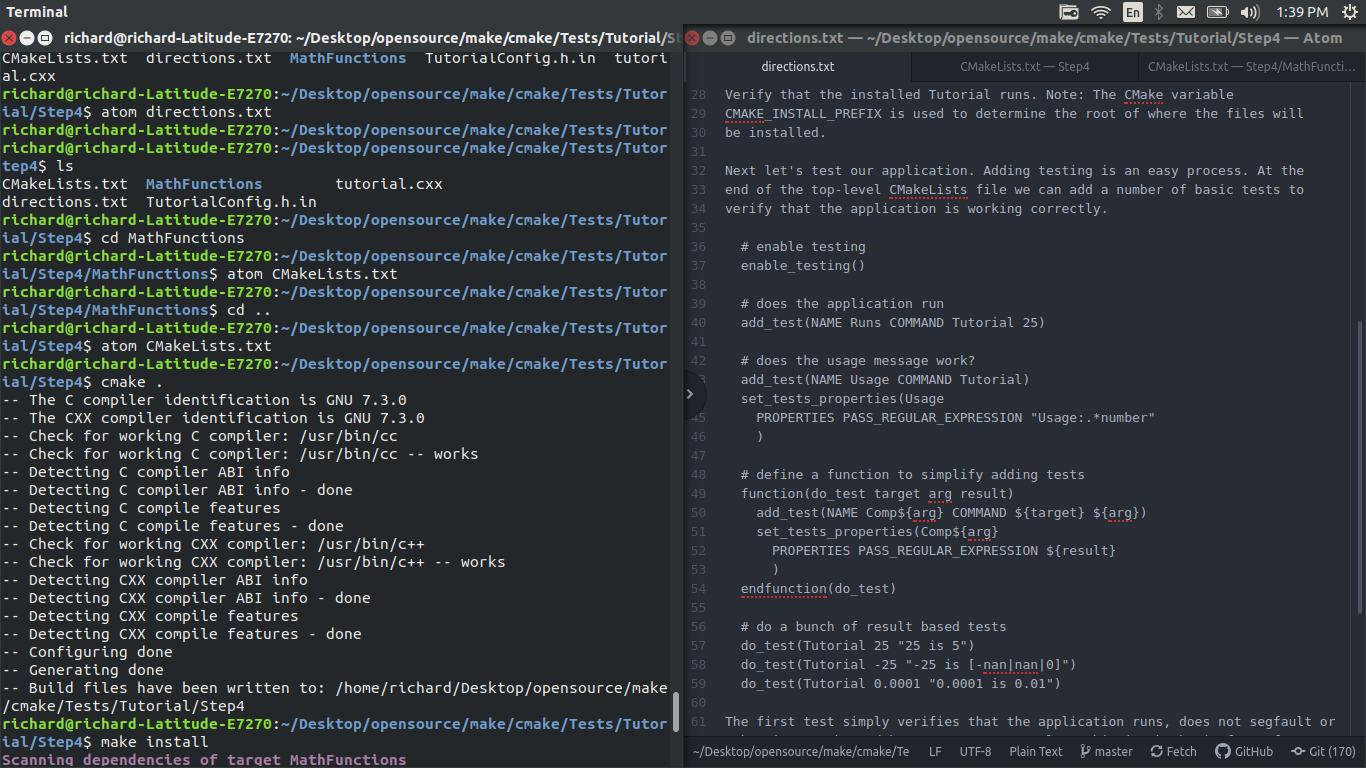 Terminal
En
1:39 PM
richard@richard-Latitude-E7270: ~/Desktop/opensource/make/cmake/Tests/Tutorial/St
CMakeLists.txt  directions.txt  MathFunctions  TutorialConfig.h.in  tutori
al.cxx
richard@richard-Latitude-E7270:~/Desktop/opensource/make/cmake/Tests/Tutor
ial/Step4$ atom directions.txt
richard@richard-Latitude-E7270:~/Desktop/opensource/make/cmake/Tests/Tutor
richard@richard-Latitude-E7270:~/Desktop/opensource/make/cmake/Tests/Tutor
tep4$ ls
CMakeLists.txt  MathFunctions        tutorial.cxx
directions.txt  TutorialConfig.h.in
richard@richard-Latitude-E7270:~/Desktop/opensource/make/cmake/Tests/Tutor
ial/Step4$ cd MathFunctions
richard@richard-Latitude-E7270:~/Desktop/opensource/make/cmake/Tests/Tutor
ial/Step4/MathFunctions$ atom CMakeLists.txt
richard@richard-Latitude-E7270:~/Desktop/opensource/make/cmake/Tests/Tutor
ial/Step4/MathFunctions$ cd ..
richard@richard-Latitude-E7270:~/Desktop/opensource/make/cmake/Tests/Tutor
ial/Step4$ atom CMakeLists.txt
richard@richard-Latitude-E7270:~/Desktop/opensource/make/cmake/Tests/Tutor
ial/Step4$ cmake .
-- The C compiler identification is GNU 7.3.0
-- The CXX compiler identification is GNU 7.3.0
-- Check for working C compiler: /usr/bin/cc
-- Check for working C compiler: /usr/bin/cc -- works
-- Detecting C compiler ABI info
-- Detecting C compiler ABI info - done
-- Detecting C compile features
-- Detecting C compile features - done
-- Check for working CXX compiler: /usr/bin/c++
-- Check for working CXX compiler: /usr/bin/c++ -- works
-- Detecting CXX compiler ABI info
-- Detecting CXX compiler ABI info - done
-- Detecting CXX compile features
-- Detecting CXX compile features - done
-- Configuring done
-- Generating done
-- Build files have been written to: /home/richard/Desktop/opensource/make
/cmake/Tests/Tutorial/Step4
richard@richard-Latitude-E7270:~/Desktop/opensource/make/cmake/Tests/Tutor
ial/Step4$ make install
Scanning dependencies of target MathFunctions
directions.txt — ~/Desktop/opensource/make/cmake/Tests/Tutorial/Step4 — Atom
directions.txt
CMakeLists.txt — Step4
CMakeLists.txt — Step4/MathFuncti...
28 Verify that the installed Tutorial runs. Note: The CMake variable
29 CMAKE_INSTALL_PREFIX is used to determine the root of where the files will
30 be installed.
31
32 Next let's test our application. Adding testing is an easy process. At the
33 end of the top-level CMakeLists file we can add a number of basic tests to
34 verify that the application is working correctly.
35
36   # enable testing
37   enable_testing()
38
39   # does the application run
40   add_test(NAME Runs COMMAND Tutorial 25)
41
42   # does the usage message work?
3   add_test(NAME Usage COMMAND Tutorial)
set_tests_properties(Usage
45     PROPERTIES PASS_REGULAR_EXPRESSION "Usage:.*number"
46     )
47
48   # define a function to simplify adding tests
49   function(do_test target arg result)
50     add_test(NAME Comp${arg} COMMAND ${target} ${arg})
51     set_tests_properties(Comp${arg}
52       PROPERTIES PASS_REGULAR_EXPRESSION ${result}
53       )
54   endfunction(do_test)
55
56   # do a bunch of result based tests
57   do_test(Tutorial 25 "25 is 5")
58   do_test(Tutorial -25 "-25 is [-nan|nan|0]")
59   do_test(Tutorial 0.0001 "0.0001 is 0.01")
60
61 The first test simply verifies that the application runs, does not segfault or
~/Desktop/opensource/make/cmake/Te
LF
UTF-8
Plain Text
master
Fetch
GitHub
Git (170)